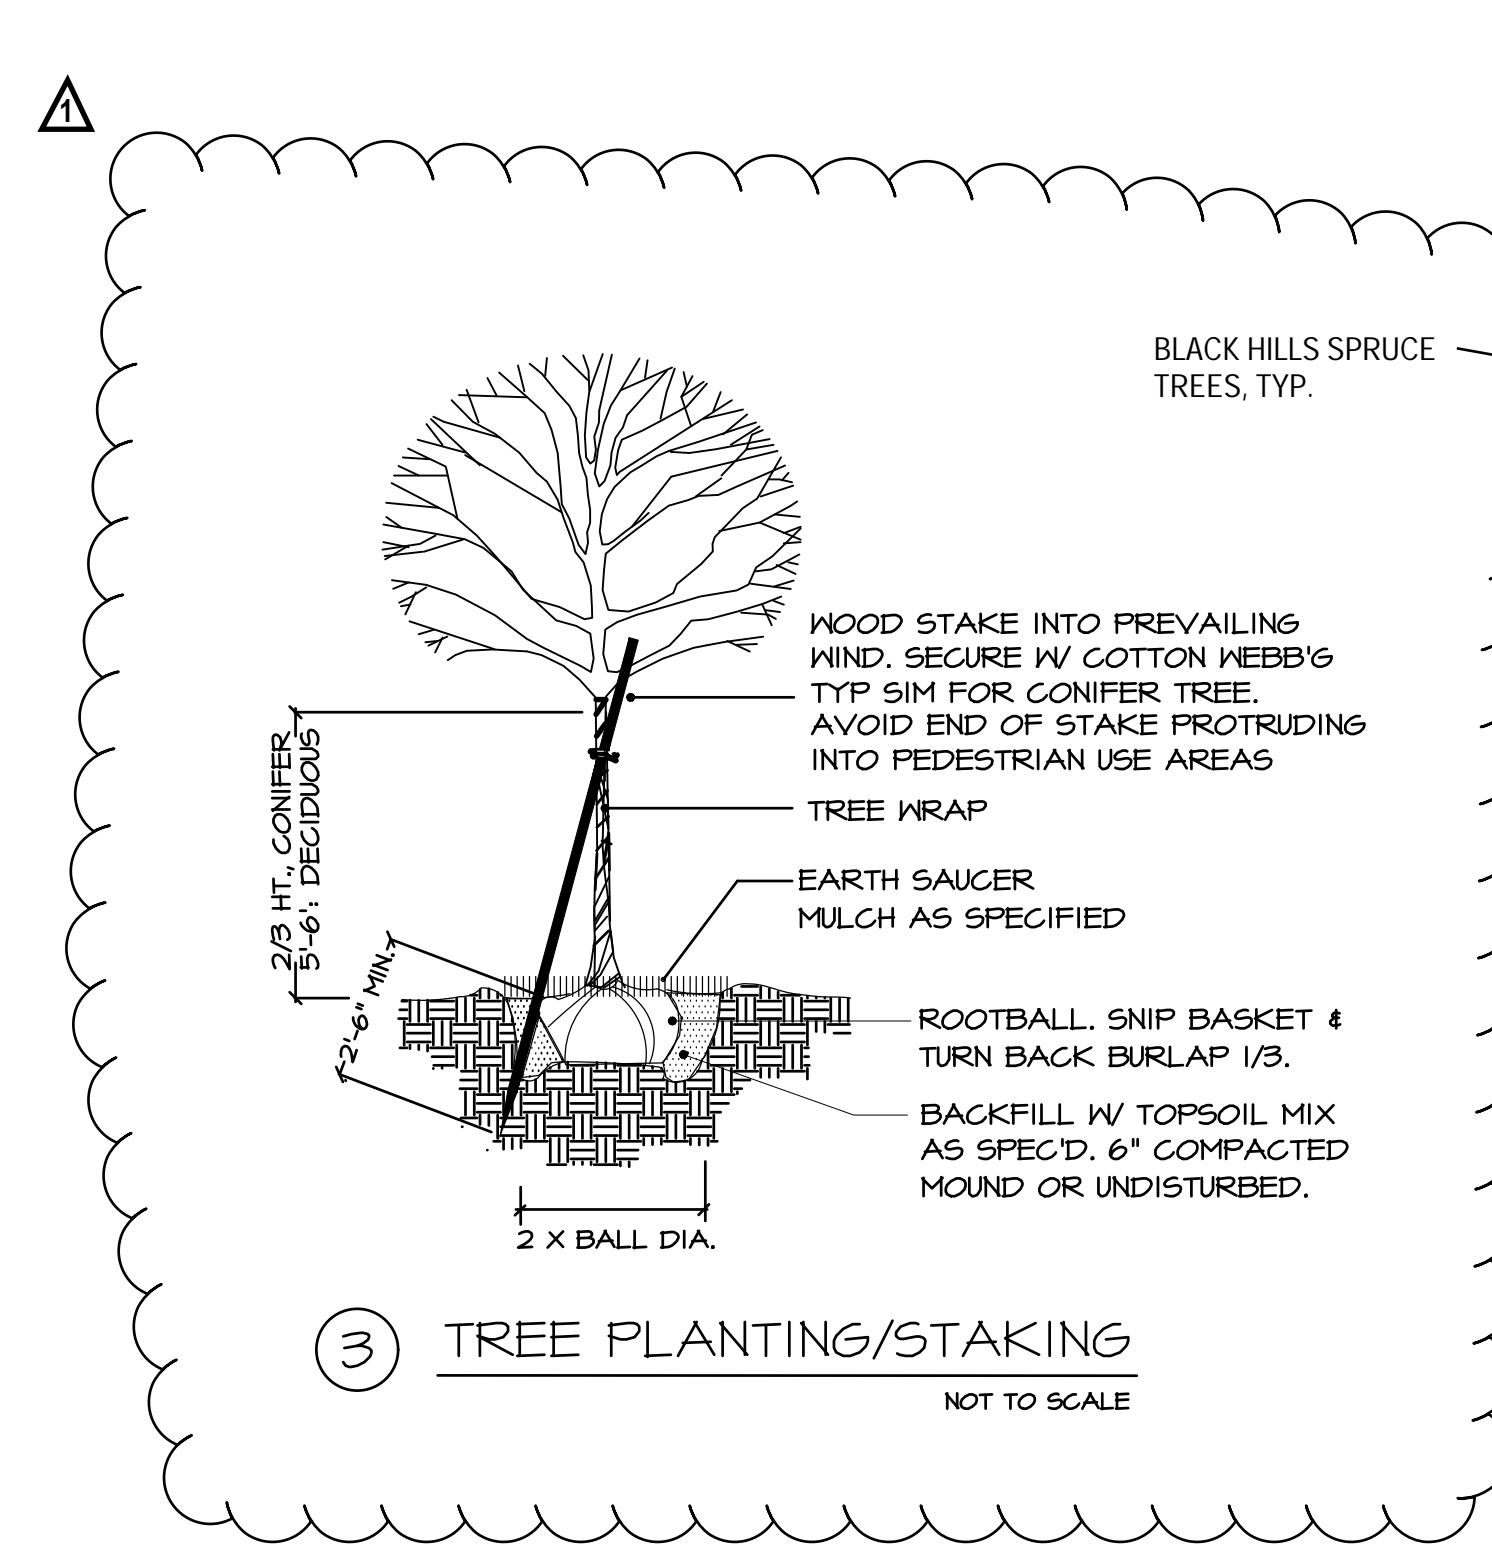 1
BLACK HILLS SPRUCE
TREES, TYP.
WOOD STAKE INTO PREVAILING
WIND. SECURE W/ COTTON WEBB'G
TYP SIM FOR CONIFER TREE.
AVOID END OF STAKE PROTRUDING
INTO PEDESTRIAN USE AREAS
TREE WRAP
EARTH SAUCER
MULCH AS SPECIFIED
2/3 HT., CONIFER
5'-6': DECIDUOUS
2'-6" MIN.
ROOTBALL. SNIP BASKET &
TURN BACK BURLAP 1/3.
BACKFILL W/ TOPSOIL MIX
AS SPEC'D. 6" COMPACTED
MOUND OR UNDISTURBED.
2 X BALL DIA.
3
TREE PLANTING/STAKING
NOT TO SCALE